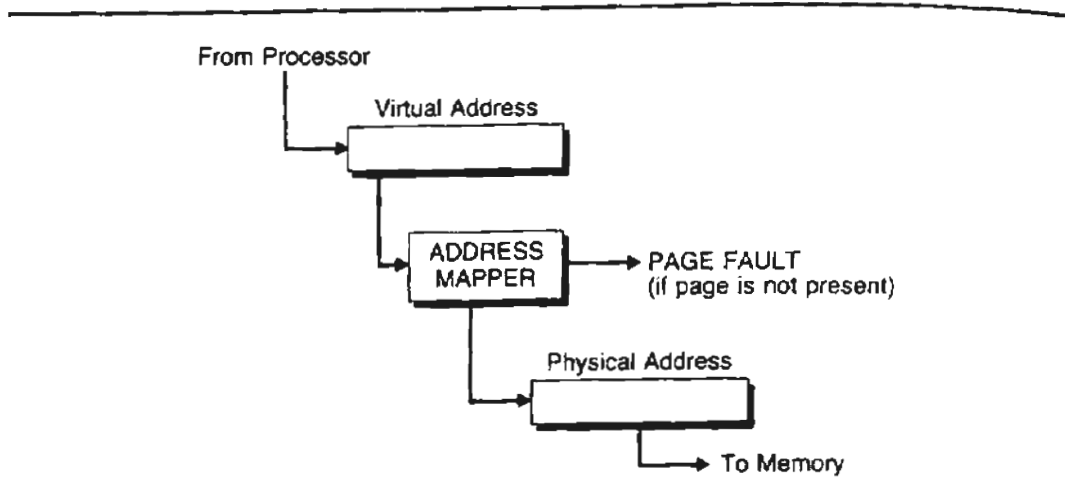 From Processor
Virtual Address
ADDRESS
MAPPER
PAGE FAULT
(if page is not present)
Physical Address
To Memory